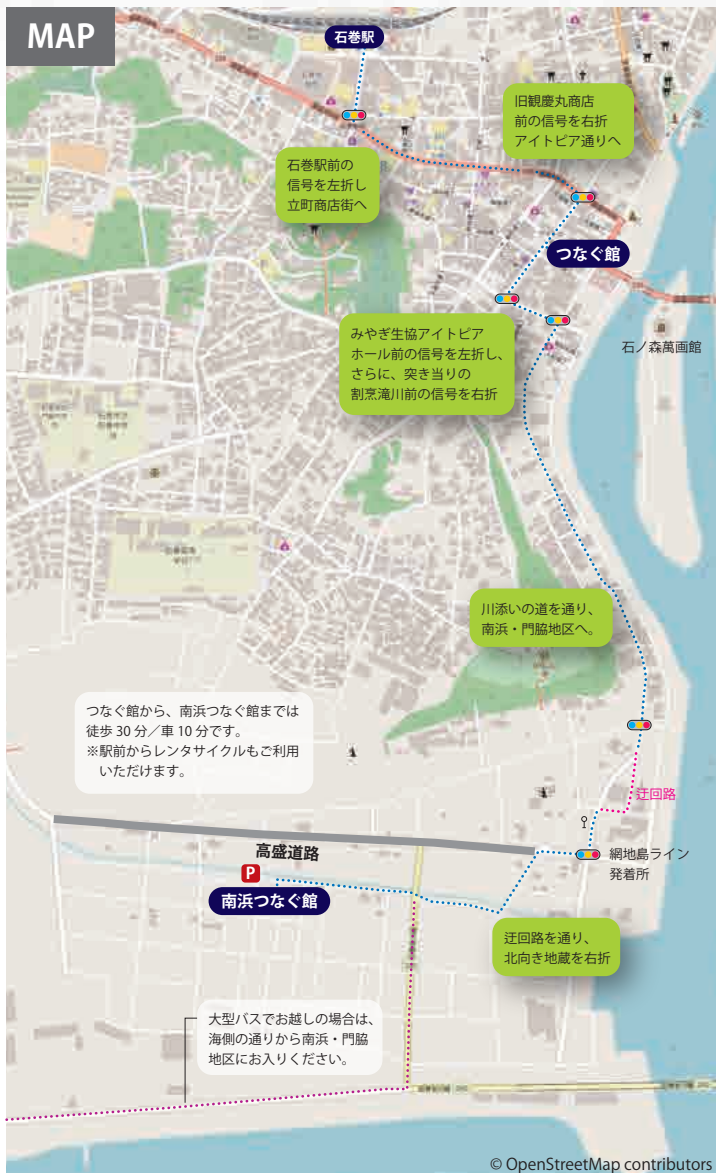 MAP
石巻駅
旧観慶丸商店
前の信号を右折
アイトピア通りへ
石巻駅前の
信号を左折し
立町商店街へ
つなぐ館
石ノ森萬画館
みやぎ生協アイトピア
ホール前の信号を左折し、
さらに、突き当りの
割烹滝川前の信号を右折
川添いの道を通り、
南浜・門脇地区へ。
つなぐ館から、南浜つなぐ館までは
徒歩 30 分／車 10 分です。
※駅前からレンタサイクルもご利用
いただけます。
迂回路
高盛道路
網地島ライン
発着所
P
南浜つなぐ館
迂回路を通り、
北向き地蔵を右折
大型バスでお越しの場合は、
海側の通りから南浜・門脇
地区にお入りください。
© OpenStreetMap contributors